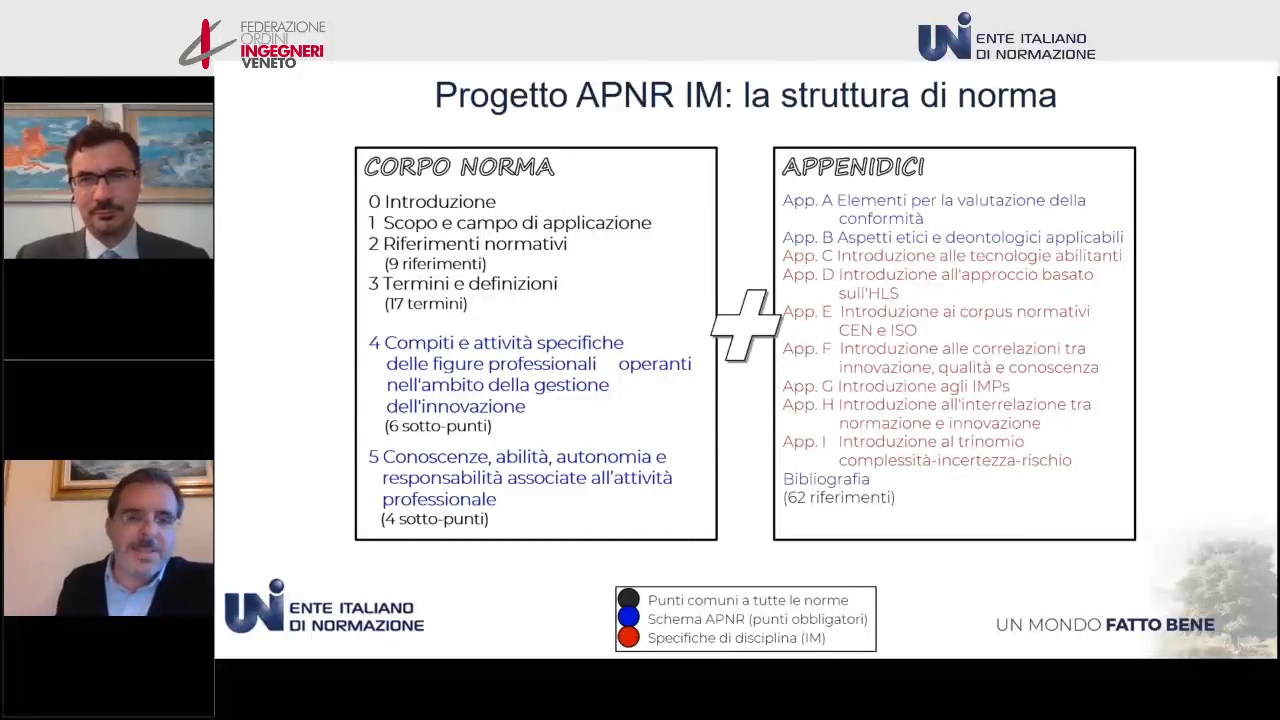 FEDERAZIONE
ORDINI
INGEGNERI
VENETO
UNI ENTE ITALIANO
DI NORMAZIONE
Progetto APNR IM: la struttura di norma
CORPO NORMA
0 Introduzione
1 Scopo e campo di applicazione
2 Riferimenti normativi
(9 riferimenti)
3 Termini e definizioni
(17 termini)
4 Compiti e attività specifiche
delle figure professionali operanti
nell'ambito della gestione
dell'innovazione
(6 sotto-punti)
5 Conoscenze, abilità, autonomia e
responsabilità associate all'attività
professionale
(4 sotto-punti)
APPENIDICI
App. A Elementi per la valutazione della
conformità
App. B Aspetti etici e deontologici applicabili
App. C Introduzione alle tecnologie abilitanti
App. D Introduzione all'approccio basato
sull'HLS
App. E Introduzione ai corpus normativi
CEN e ISO
App. F Introduzione alle correlazioni tra
innovazione, qualità e conoscenza
App. G Introduzione agli IMPs
App. H Introduzione all'interrelazione tra
normazione e innovazione
App. I Introduzione al trinomio
complessità-incertezza-rischio
Bibliografia
(62 riferimenti)
UNI ENTE ITALIANO
DI NORMAZIONE
Punti comuni a tutte le norme
Schema APNR (punti obbligatori)
Specifiche di disciplina (IM)
UN MONDO FATTO BENE